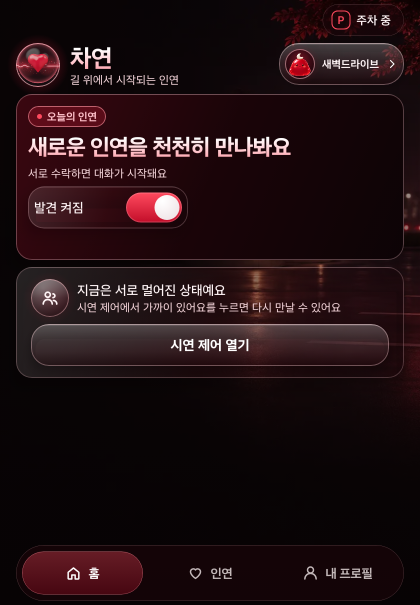 P 주차 중
차연
길 위에서 시작되는 인연
새벽드라이브
오늘의 인연
새로운 인연을 천천히 만나봐요
서로 수락하면 대화가 시작돼요
발견 켜짐
지금은 서로 멀어진 상태예요
시연 제어에서 가까이 있어요를 누르면 다시 만날 수 있어요
시연 제어 열기
홈
인연
내 프로필